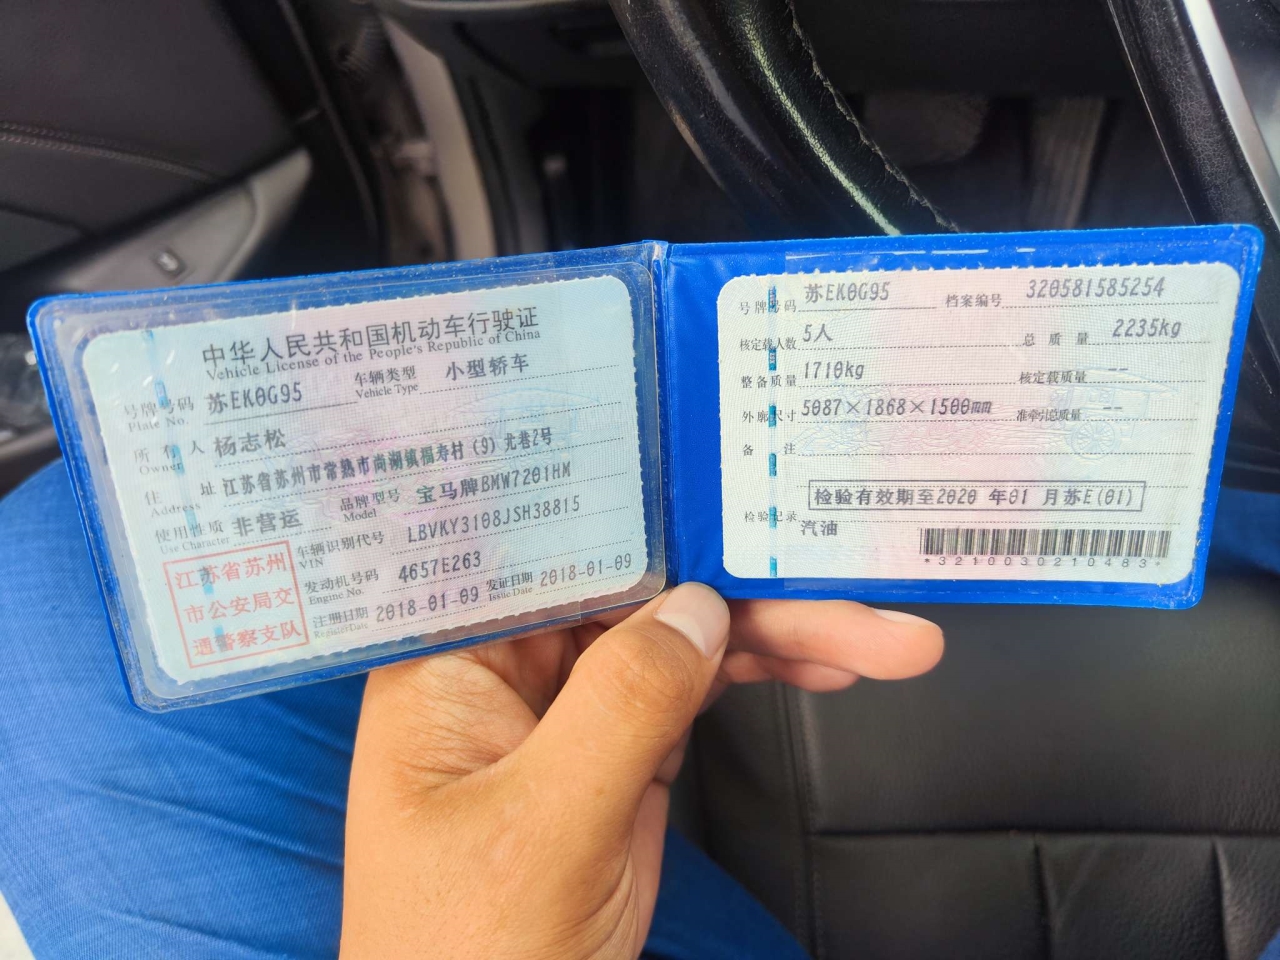 中华人民共和国机动车行驶证
Vehicle License of the People's Republic of China
号牌号码 苏EK0G95 车辆类型 小型轿车
Plate No. Vehicle Type
所有人 杨志松
Owner
住址 江苏省苏州市常熟市尚湖镇福寿村(9)尤巷2号
Address
使用性质 非营运 品牌型号 宝马牌BMW7201HM
Use Character Model
车辆识别代号 LBVKY3108JSH38815
VIN
发动机号码 4657E263
Engine No.
注册日期 2018-01-09 发证日期 2018-01-09
Register Date Issue Date
江苏省苏州
市公安局交
通警察支队
号牌号码 苏EK0G95 档案编号 320581585254
核定载人数 5人 总质量 2235kg
整备质量 1710kg 核定载质量 --
外廓尺寸 5087×1868×1500mm 准牵引总质量 --
备注
检验有效期至2020 年01 月苏E(01)
检验记录
汽油
*3210030210483*